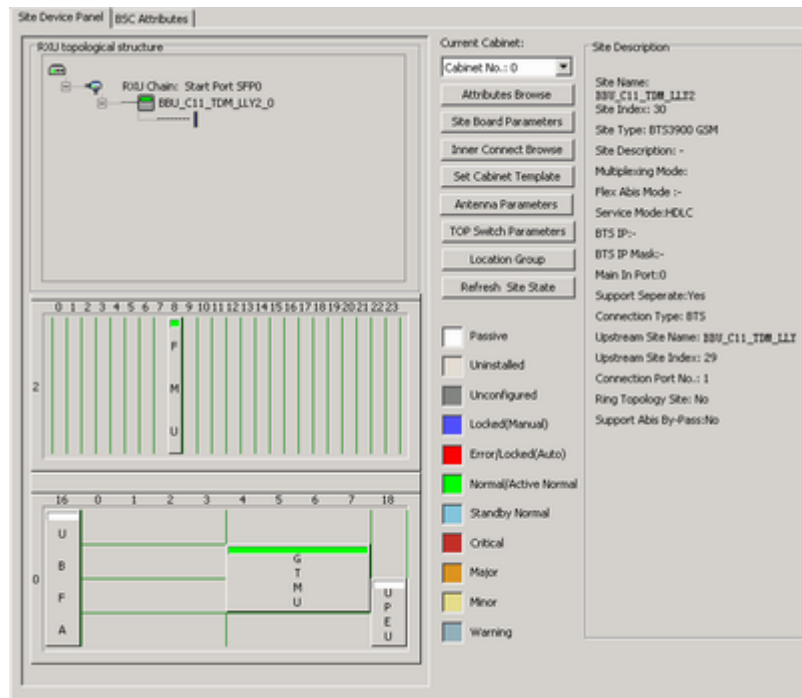 Site Device Panel
BSC Attributes
RXU topological structure
RXU Chain: Start Port SFP0
BBU_C11_TDM_LLY2_0
0 1 2 3 4 5 6 7 8 9 10 11 12 13 14 15 16 17 18 19 20 21 22 23
2
F
M
U
16 0 1 2 3 4 5 6 7 18
0
U
B
F
A
G
T
M
U
U
P
E
U
Current Cabinet:
Cabinet No.: 0
Attributes Browse
Site Board Parameters
Inner Connect Browse
Set Cabinet Template
Antenna Parameters
TOP Switch Parameters
Location Group
Refresh Site State
Passive
Uninstalled
Unconfigured
Locked(Manual)
Error/Locked(Auto)
Normal/Active Normal
Standby Normal
Critical
Major
Minor
Warning
Site Description
Site Name:
BBU_C11_TDM_LLY2
Site Index: 30
Site Type: BTS3900 GSM
Site Description: -
Multiplexing Mode:
Flex Abis Mode :-
Service Mode:HDLC
BTS IP:-
BTS IP Mask:-
Main In Port:0
Support Seperate:Yes
Connection Type: BTS
Upstream Site Name: BBU_C11_TDM_LLY
Upstream Site Index: 29
Connection Port No.: 1
Ring Topology Site: No
Support Abis By-Pass:No